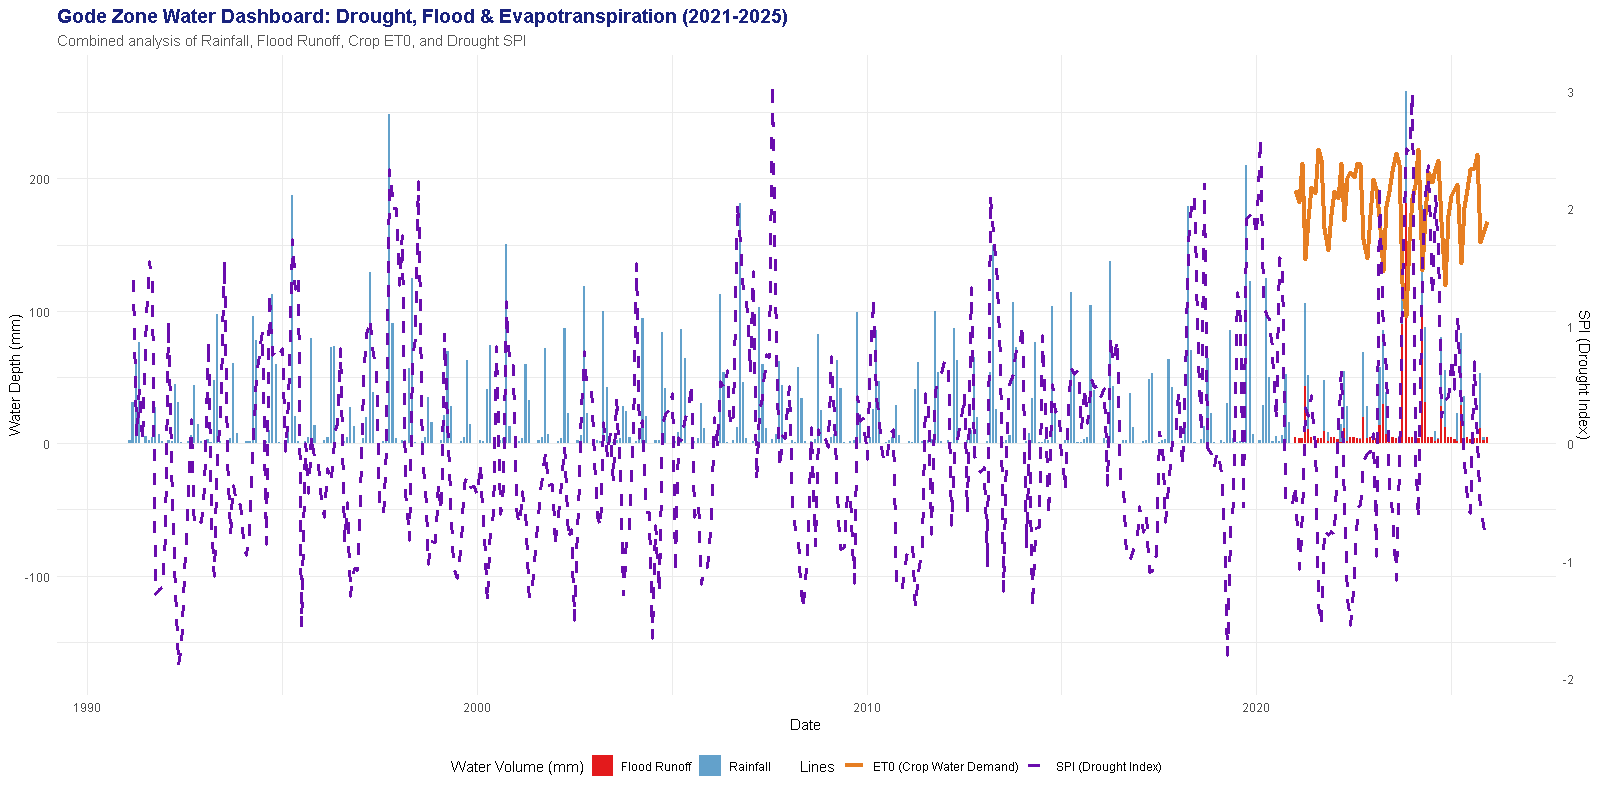 Gode Zone Water Dashboard: Drought, Flood & Evapotranspiration (2021-2025)
Combined analysis of Rainfall, Flood Runoff, Crop ET0, and Drought SPI
Water Depth (mm)
200
100
0
-100
3
2
1
0
-1
-2
SPI (Drought Index)
1990
2000
2010
2020
Date
Water Volume (mm) Flood Runoff Rainfall Lines ET0 (Crop Water Demand) SPI (Drought Index)